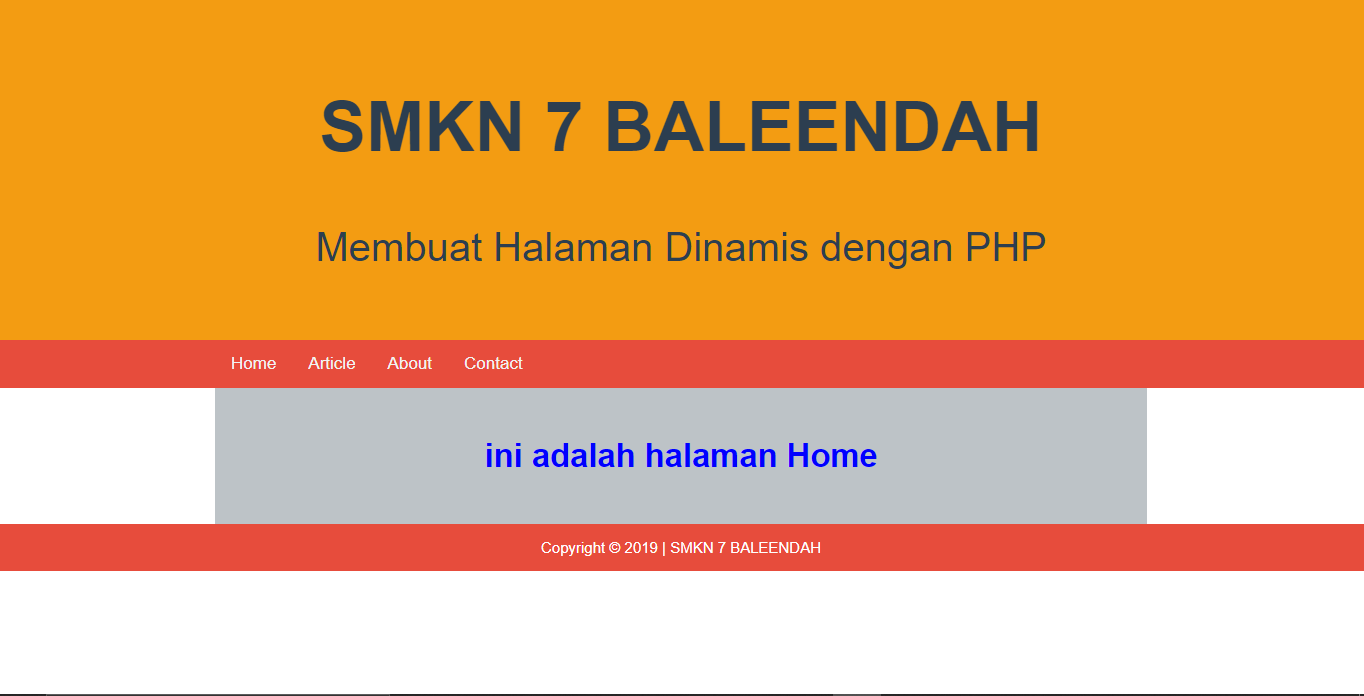 SMKN 7 BALEENDAH
Membuat Halaman Dinamis dengan PHP
Home Article About Contact
ini adalah halaman Home
Copyright © 2019 | SMKN 7 BALEENDAH